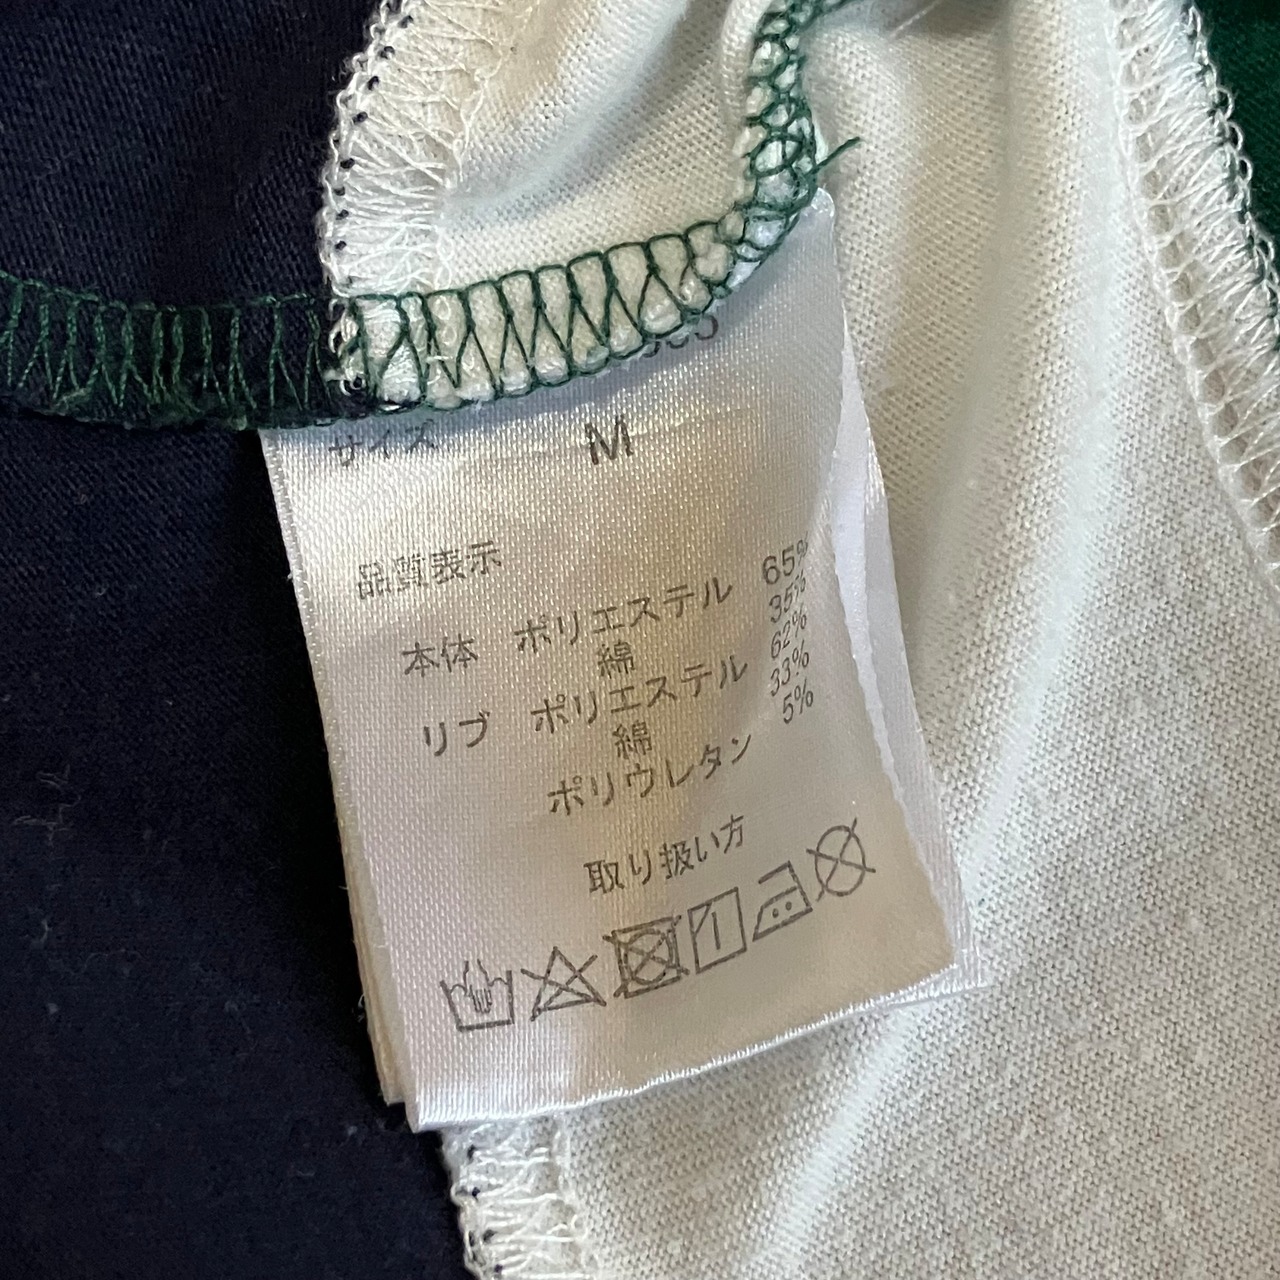 サイズ M
品質表示
本体 ポリエステル 65%
綿 35%
リブ ポリエステル 62%
綿 33%
ポリウレタン 5%
取り扱い方